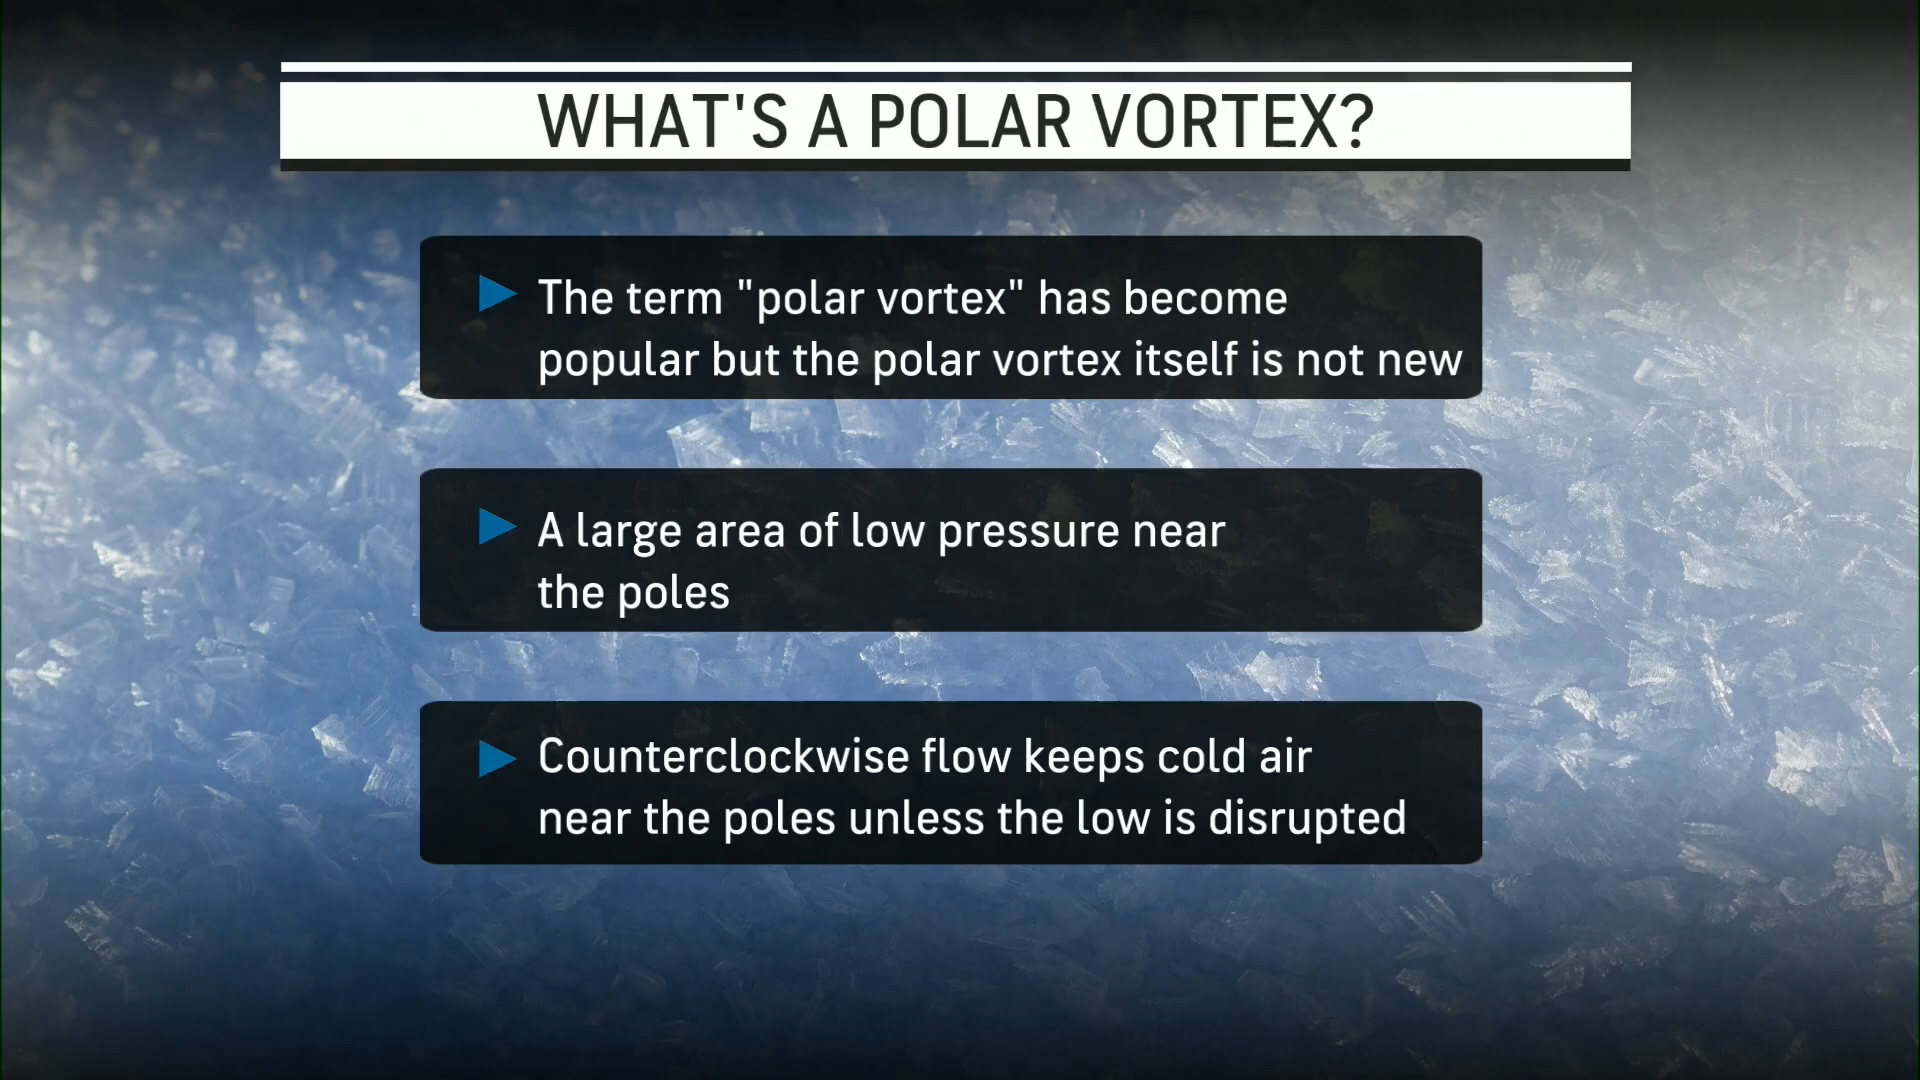 WHAT'S A POLAR VORTEX?
The term "polar vortex" has become
popular but the polar vortex itself is not new
A large area of low pressure near
the poles
Counterclockwise flow keeps cold air
near the poles unless the low is disrupted